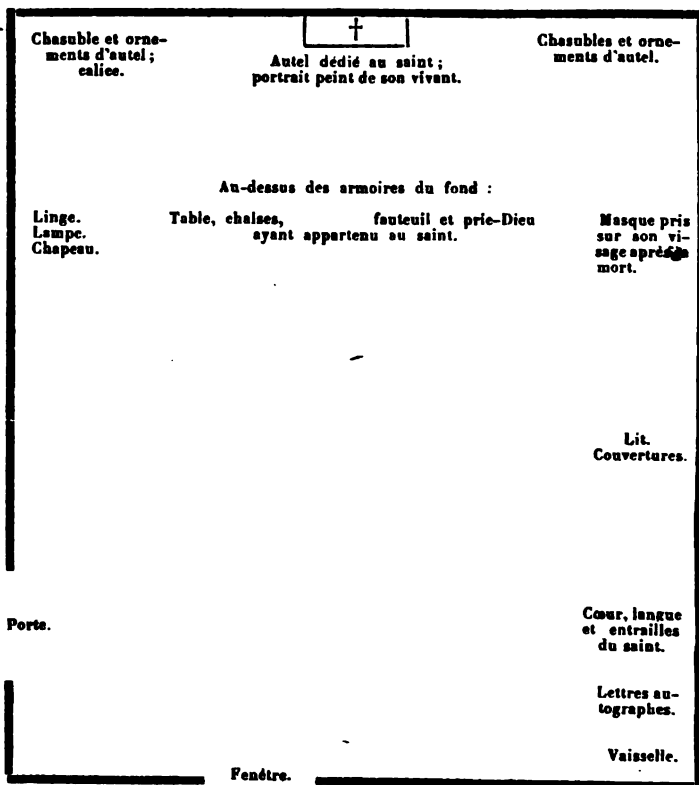 Chasuble et orne-
ments d'autel ;
calice.
†
Autel dédié au saint ;
portrait peint de son vivant.
Chasubles et orne-
ments d'autel.
Au-dessus des armoires du fond :
Linge.
Lampe.
Chapeau.
Table, chaises, fauteuil et prie-Dieu
ayant appartenu au saint.
Masque pris
sur son vi-
sage après
mort.
Lit.
Couvertures.
Porte.
Cœur, langue
et entrailles
du saint.
Lettres au-
tographes.
Vaisselle.
Fenêtre.